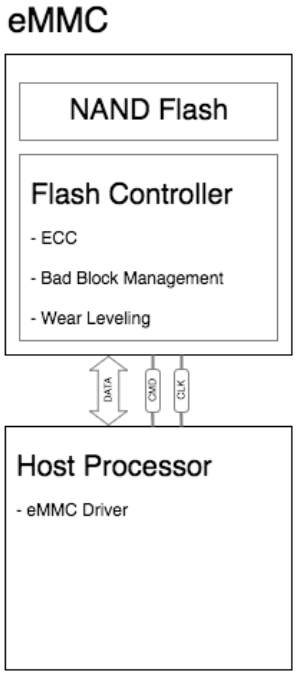 eMMC
NAND Flash
Flash Controller
- ECC
- Bad Block Management
- Wear Leveling
DATA
CMD
CLK
Host Processor
- eMMC Driver